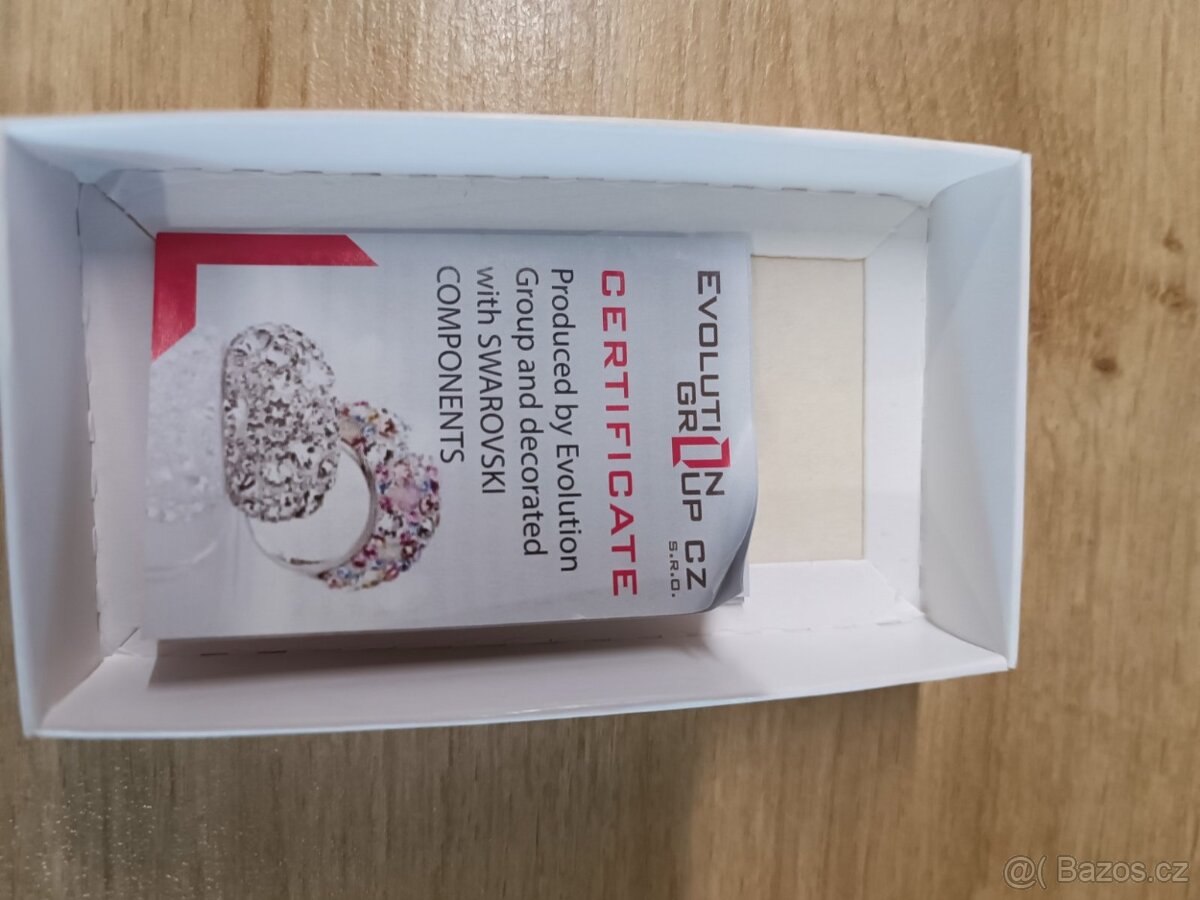 EVOLUTION
GROUP CZ
S.R.O.
CERTIFICATE
Produced by Evolution
Group and decorated
with SWAROVSKI
COMPONENTS
@( Bazos.cz